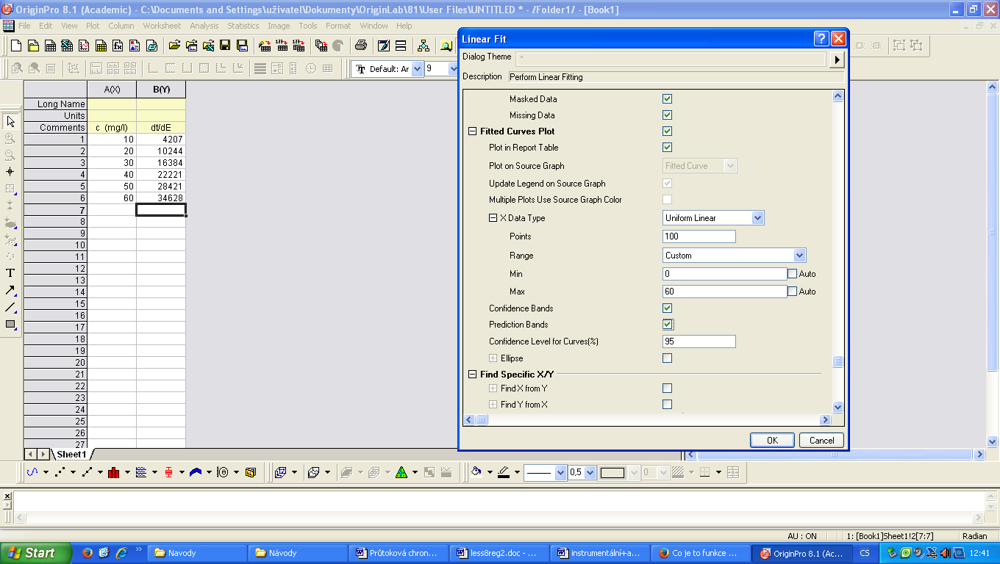 OriginPro 8.1 (Academic) - C:\Documents and Settings\uživatel\Dokumenty\OriginLab\81\User Files\UNTITLED * - /Folder1/ - [Book1]
File Edit View Plot Column Worksheet Analysis Statistics Image Tools Format Window Help
Default: Ar 9
Linear Fit
Dialog Theme *
Description Perform Linear Fitting
Masked Data
Missing Data
Fitted Curves Plot
Plot in Report Table
Plot on Source Graph Fitted Curve
Update Legend on Source Graph
Multiple Plots Use Source Graph Color
X Data Type Uniform Linear
Points 100
Range Custom
Min 0 Auto
Max 60 Auto
Confidence Bands
Prediction Bands
Confidence Level for Curves(%) 95
Ellipse
Find Specific X/Y
Find X from Y
Find Y from X
OK Cancel
A(X) B(Y)
Long Name
Units
Comments c (mg/l) dt/dE
1 10 4207
2 20 10244
3 30 16384
4 40 22221
5 50 28421
6 60 34628
7
8
9
10
11
12
13
14
15
16
17
18
19
20
21
22
23
24
25
26
27
Sheet1
0,5 0
AU : ON 1: [Book1]Sheet1!2[7:7] Radian
Start Navody Návody Průtoková chron... less8reg2.doc - ... instrumentální+a... Co je to funkce ... OriginPro 8.1 (Ac... CS 12:41